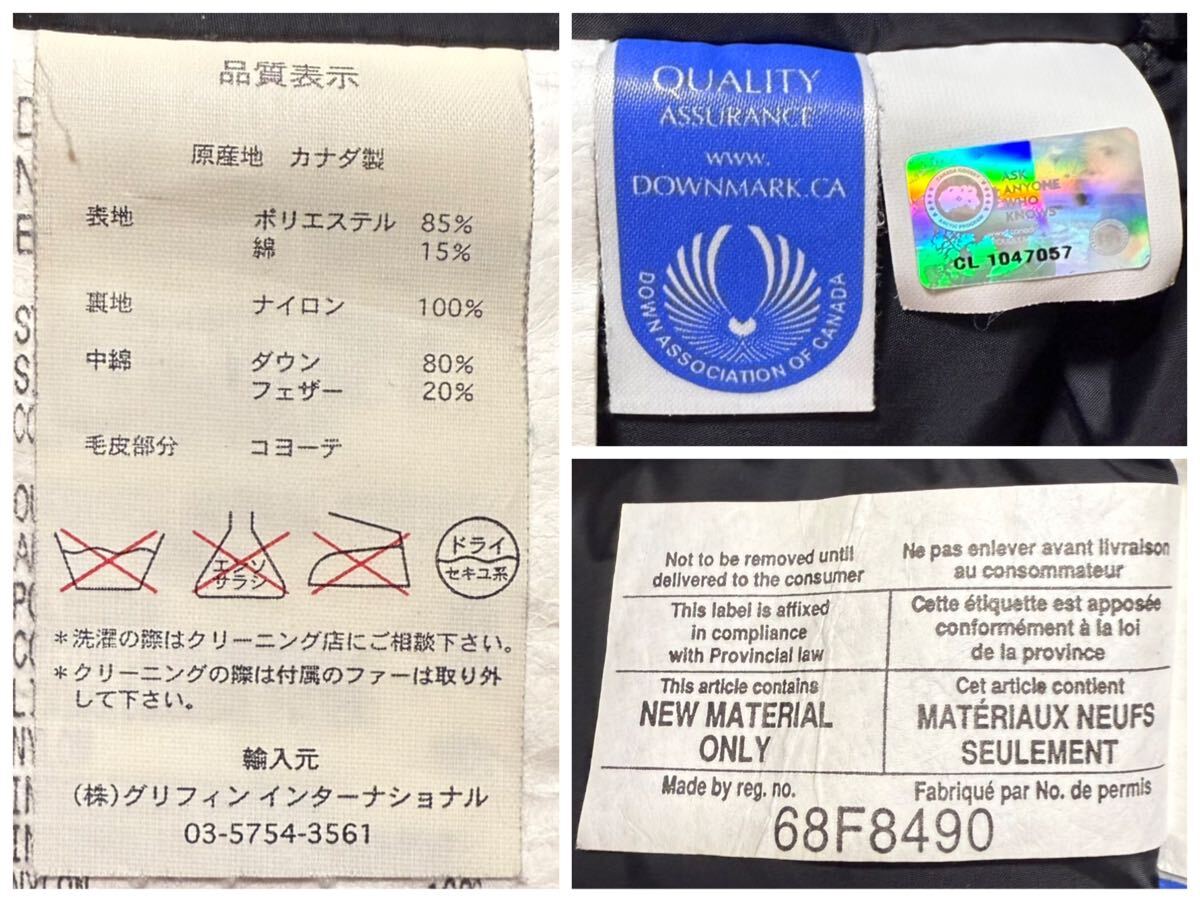 品質表示
原産地 カナダ製
表地 ポリエステル 85%
綿 15%
裏地 ナイロン 100%
中綿 ダウン 80%
フェザー 20%
毛皮部分 コヨーテ
エンソ
サラシ
ドライ
セキユ系
*洗濯の際はクリーニング店にご相談下さい。
*クリーニングの際は付属のファーは取り外
して下さい。
輸入元
(株)グリフィン インターナショナル
03-5754-3561
QUALITY
ASSURANCE
WWW.
DOWNMARK.CA
DOWN ASSOCIATION OF CANADA
CANADA GOOSE
ARCTIC PROGRAM
ASK
ANYONE
WHO
KNOWS
CL 1047057
Not to be removed until
delivered to the consumer
Ne pas enlever avant livraison
au consommateur
This label is affixed
in compliance
with Provincial law
Cette étiquette est apposée
conformément à la loi
de la province
This article contains
NEW MATERIAL
ONLY
Cet article contient
MATÉRIAUX NEUFS
SEULEMENT
Made by reg. no.
Fabriqué par No. de permis
68F8490